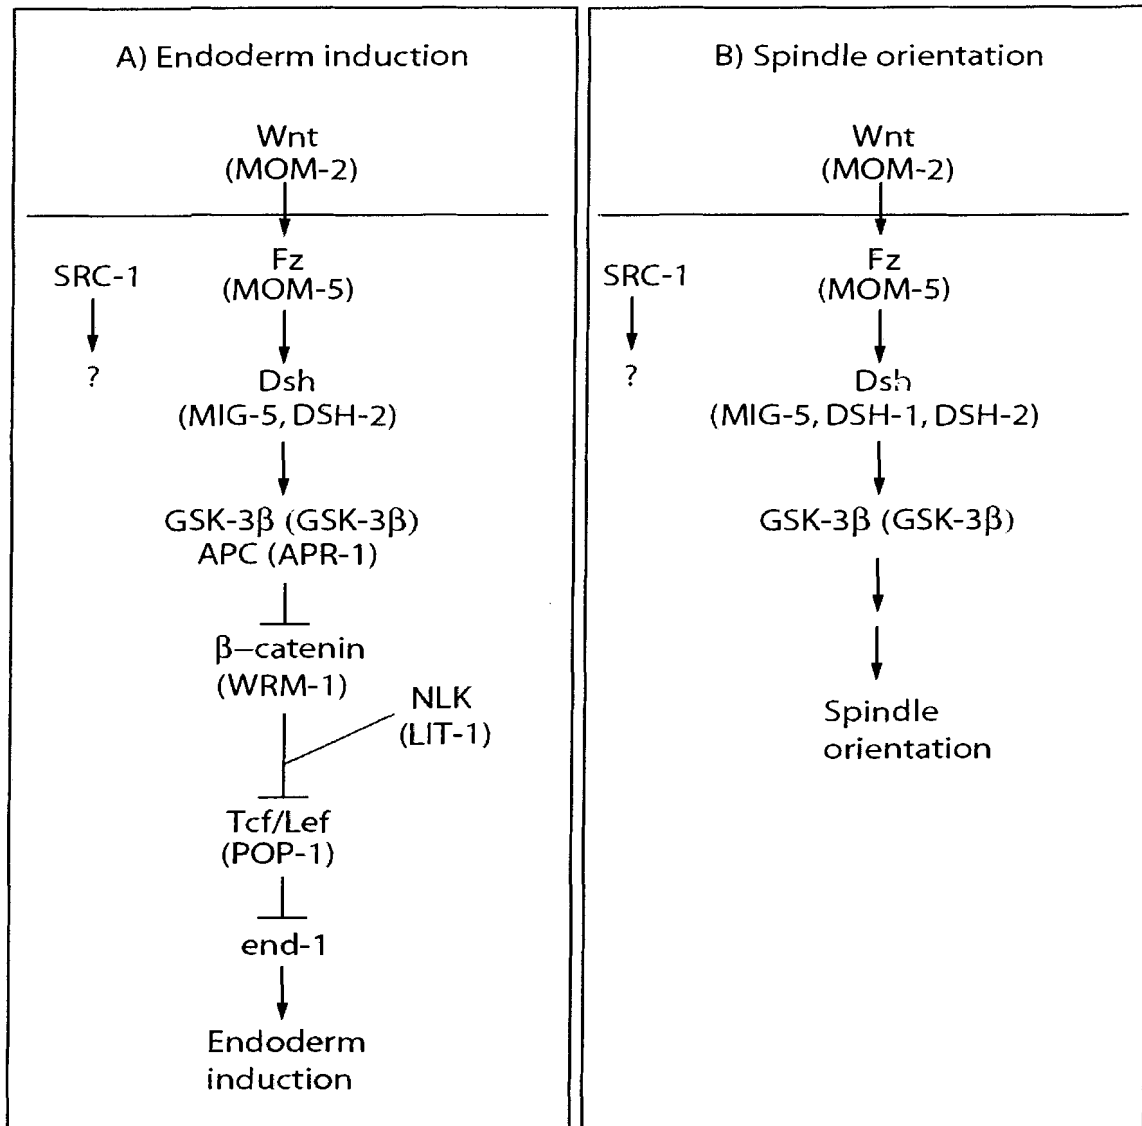 A) Endoderm induction
Wnt
(MOM-2)
SRC-1
?
Fz
(MOM-5)
Dsh
(MIG-5, DSH-2)
GSK-3β (GSK-3β)
APC (APR-1)
β–catenin
(WRM-1)
NLK
(LIT-1)
Tcf/Lef
(POP-1)
end-1
Endoderm
induction
B) Spindle orientation
Wnt
(MOM-2)
SRC-1
?
Fz
(MOM-5)
Dsh
(MIG-5, DSH-1, DSH-2)
GSK-3β (GSK-3β)
Spindle
orientation